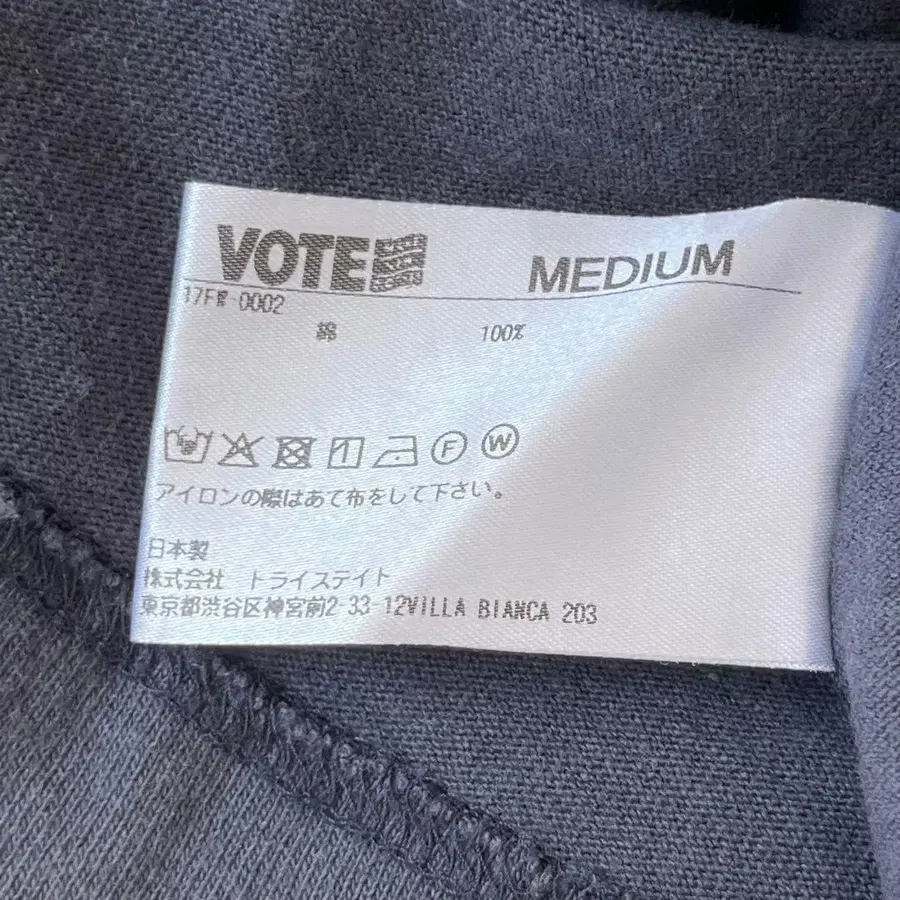 VOTE MEDIUM
17FW-0002
綿 100%
F W
アイロンの際はあて布をして下さい。
日本製
株式会社 トライステイト
東京都渋谷区神宮前2-33-12VILLA BIANCA 203